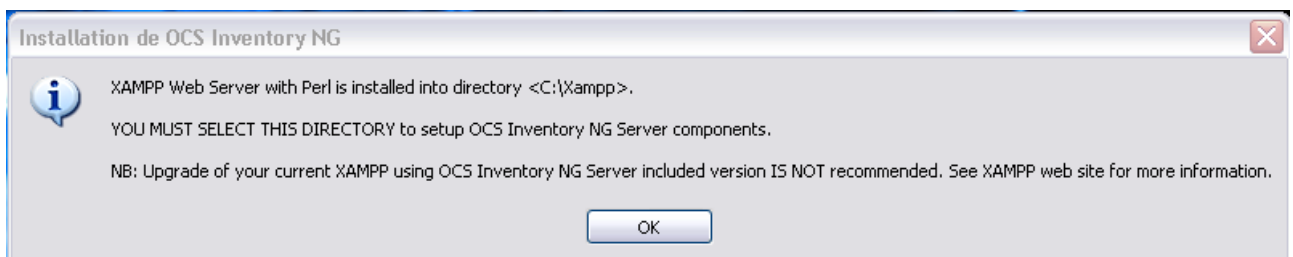 Installation de OCS Inventory NG
XAMPP Web Server with Perl is installed into directory <C:\Xampp>.
YOU MUST SELECT THIS DIRECTORY to setup OCS Inventory NG Server components.
NB: Upgrade of your current XAMPP using OCS Inventory NG Server included version IS NOT recommended. See XAMPP web site for more information.
OK